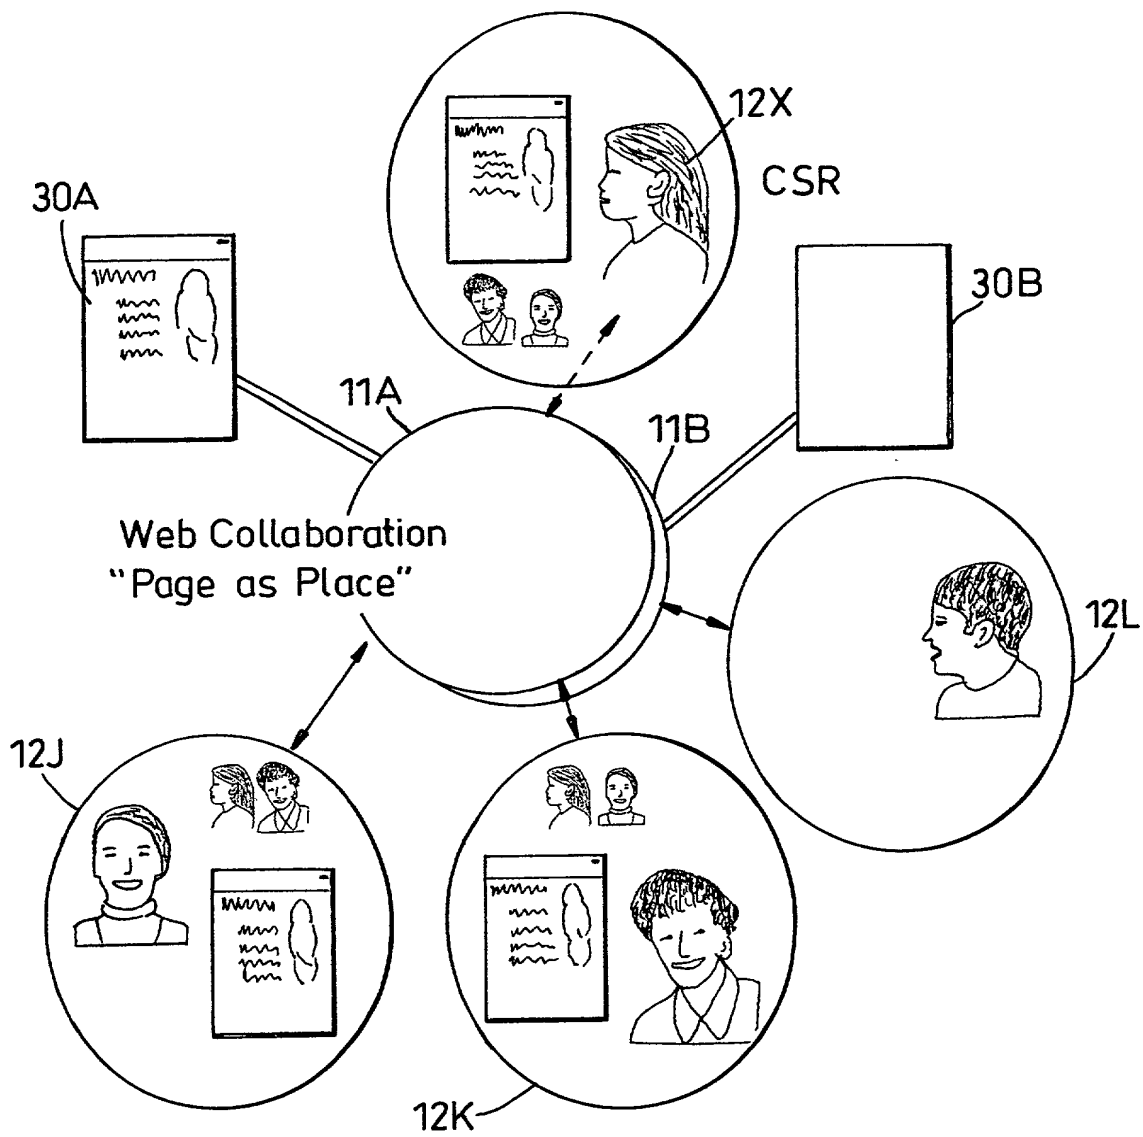 12X
CSR
30A
30B
11A
11B
Web Collaboration
“Page as Place”
12L
12J
12K